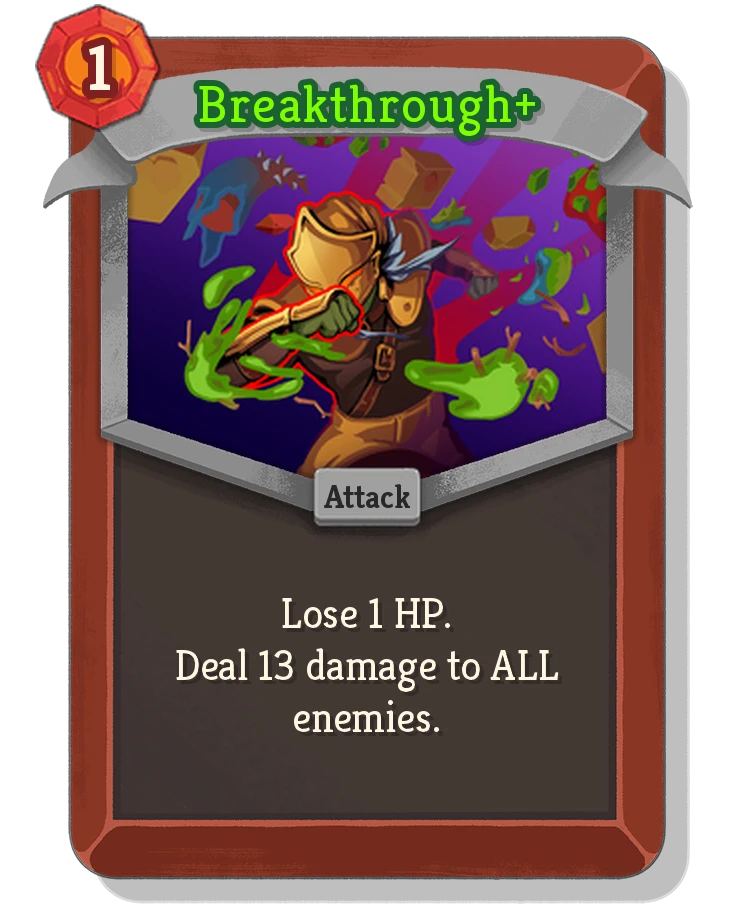 1
Breakthrough+
Attack
Lose 1 HP.
Deal 13 damage to ALL
enemies.